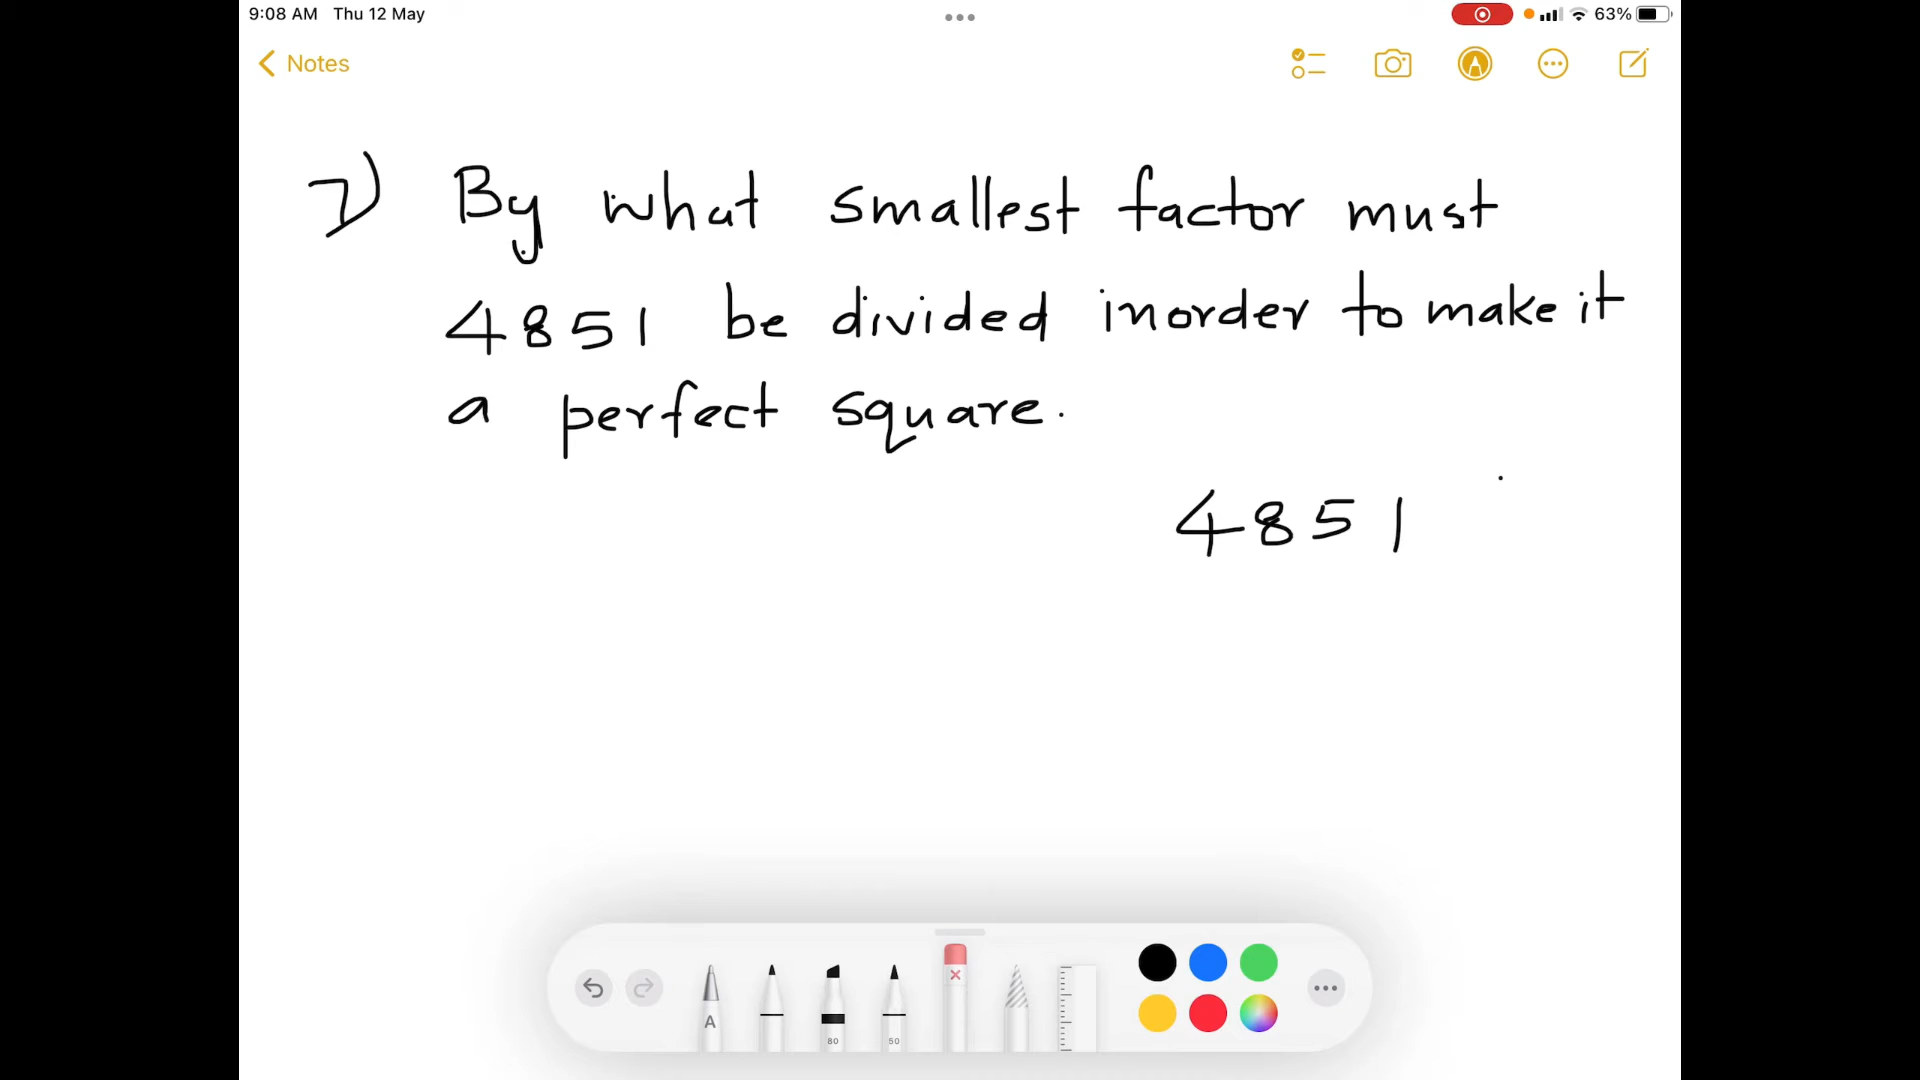 9:08 AM Thu 12 May
63%
Notes
7) By what smallest factor must
4851 be divided inorder to make it
a perfect square.
4851
A
80
50